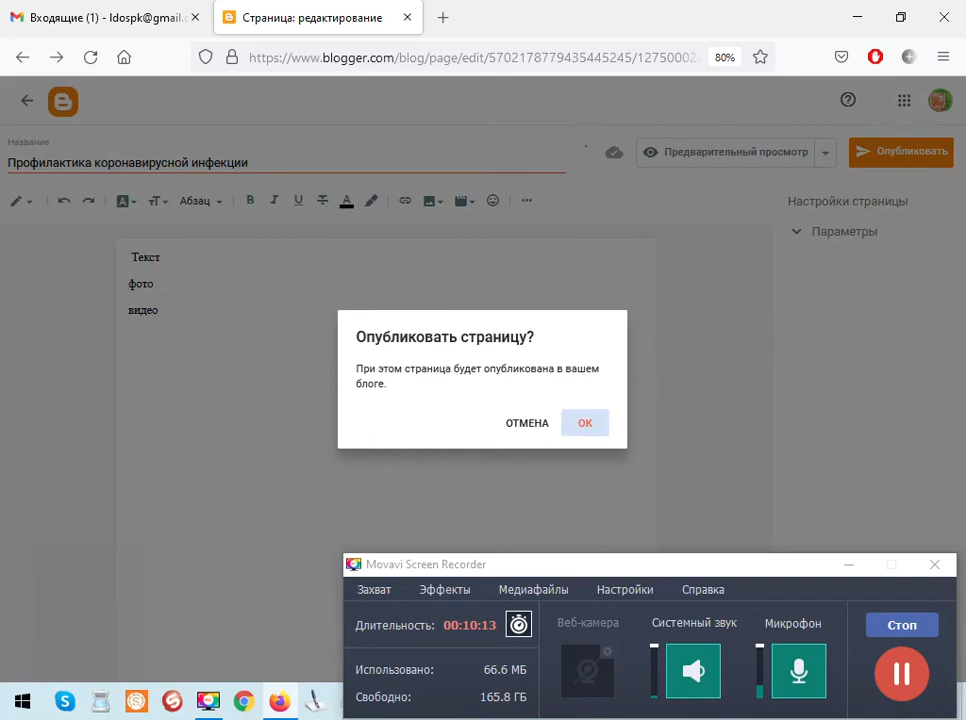 Входящие (1) - ldospk@gmail.c
Страница: редактирование
https://www.blogger.com/blog/page/edit/5702178779435445245/12750002
80%
Название
Профилактика коронавирусной инфекции
Предварительный просмотр
Опубликовать
Абзац
B I U A
Настройки страницы
Параметры
Текст
фото
видео
Опубликовать страницу?
При этом страница будет опубликована в вашем
блоге.
ОТМЕНА
ОК
Movavi Screen Recorder
Захват
Эффекты
Медиафайлы
Настройки
Справка
Длительность: 00:10:13
Веб-камера
Системный звук
Микрофон
Стоп
Использовано: 66.6 МБ
Свободно: 165.8 ГБ